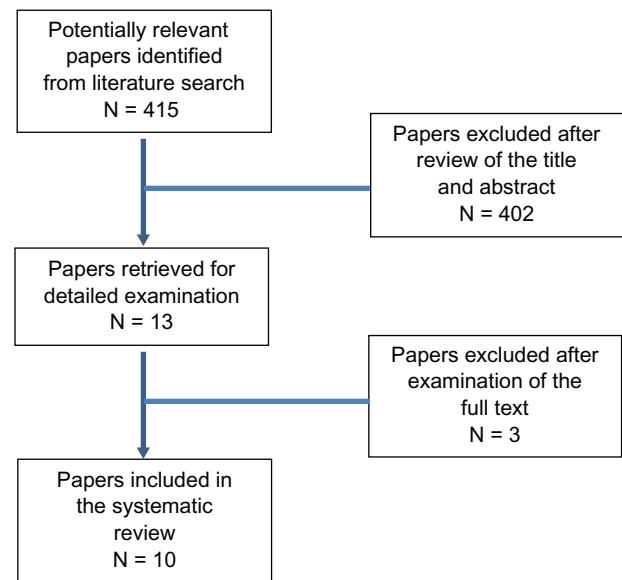 Potentially relevant
papers identified
from literature search
N = 415
Papers excluded after
review of the title
and abstract
N = 402
Papers retrieved for
detailed examination
N = 13
Papers excluded after
examination of the
full text
N = 3
Papers included in
the systematic
review
N = 10